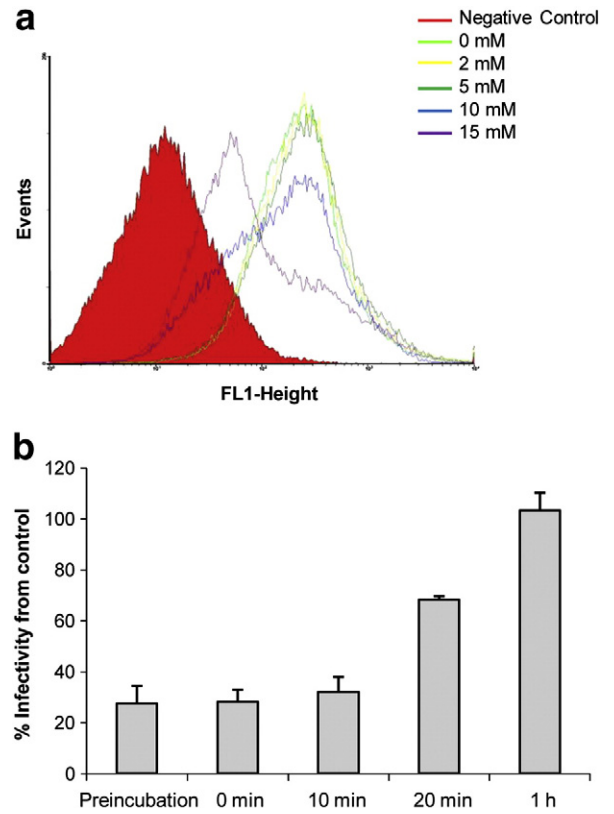 a
Negative Control
0 mM
2 mM
5 mM
10 mM
15 mM
Events
FL1-Height
b
% Infectivity from control
120
100
80
60
40
20
0
Preincubation 0 min 10 min 20 min 1 h